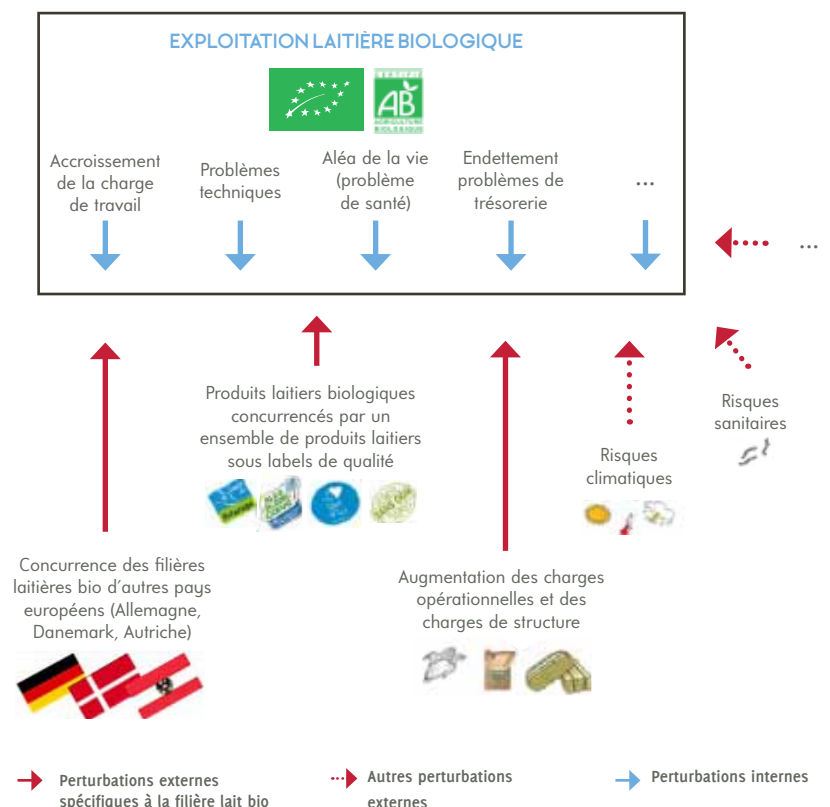 EXPLOITATION LAITIÈRE BIOLOGIQUE
CERTIFIÉ
AB
AGRICULTURE
BIOLOGIQUE
Accroissement
de la charge
de travail
Problèmes
techniques
Aléa de la vie
(problème
de santé)
Endettement
problèmes de
trésorerie
...
...
Produits laitiers biologiques
concurrencés par un
ensemble de produits laitiers
sous labels de qualité
Risques
climatiques
Risques
sanitaires
Concurrence des filières
laitières bio d'autres pays
européens (Allemagne,
Danemark, Autriche)
Augmentation des charges
opérationnelles et des
charges de structure
Perturbations externes
spécifiques à la filière lait bio
Autres perturbations
externes
Perturbations internes